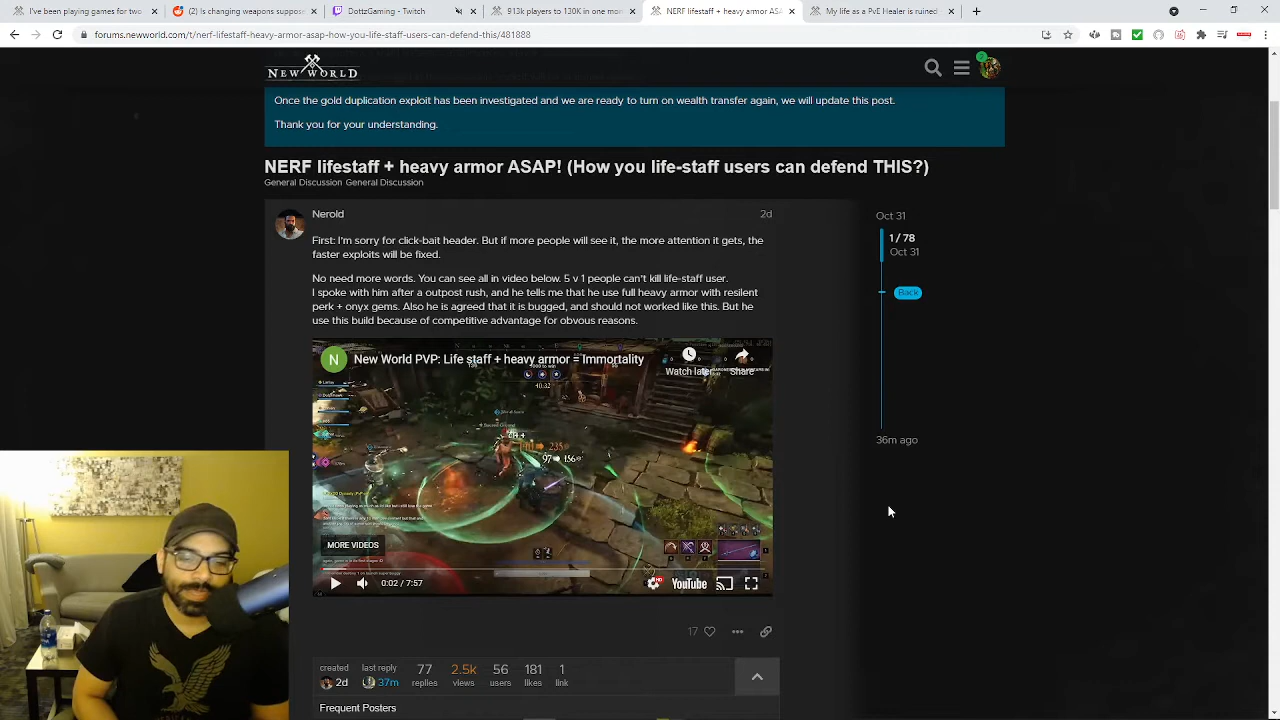 I've been playing games for two
(2) Is changing weapons supposed
DottzGaming - Twitch
913k players to 130K in one mon
NERF lifestaff + heavy armor ASA
My life as a PvE Healer is ruined
forums.newworld.com/t/nerf-lifestaff-heavy-armor-asap-how-you-life-staff-users-can-defend-this/481888
NEW WORLD
Once the gold duplication exploit has been investigated and we are ready to turn on wealth transfer again, we will update this post.
Thank you for your understanding.
NERF lifestaff + heavy armor ASAP! (How you life-staff users can defend THIS?)
General Discussion General Discussion
Nerold
2d
Oct 31
1 / 78
Oct 31
Back
36m ago
First: I'm sorry for click-bait header. But if more people will see it, the more attention it gets, the
faster exploits will be fixed.
No need more words. You can see all in video below. 5 v 1 people can't kill life-staff user.
I spoke with him after a outpost rush, and he tells me that he use full heavy armor with resilent
perk + onyx gems. Also he is agreed that it is bugged, and should not worked like this. But he
use this build because of competitive advantage for obvous reasons.
N
New World PVP: Life staff + heavy armor = Immortality
Watch later
Share
1000 to win
235
97 156
MORE VIDEOS
0:02 / 7:57
HD
YouTube
17
created
last reply
77
2.5k
56
181
1
2d
37m
replies
views
users
likes
link
Frequent Posters